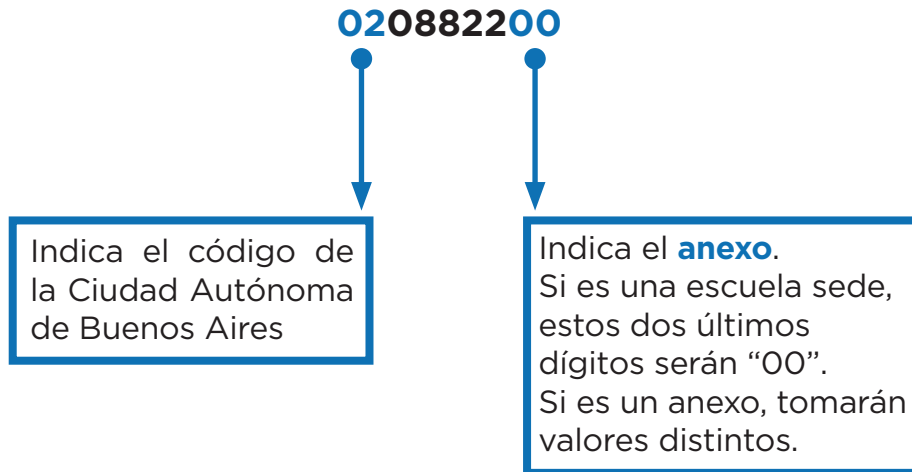 020882200
Indica el código de
la Ciudad Autónoma
de Buenos Aires
Indica el anexo.
Si es una escuela sede,
estos dos últimos
dígitos serán “00”.
Si es un anexo, tomarán
valores distintos.